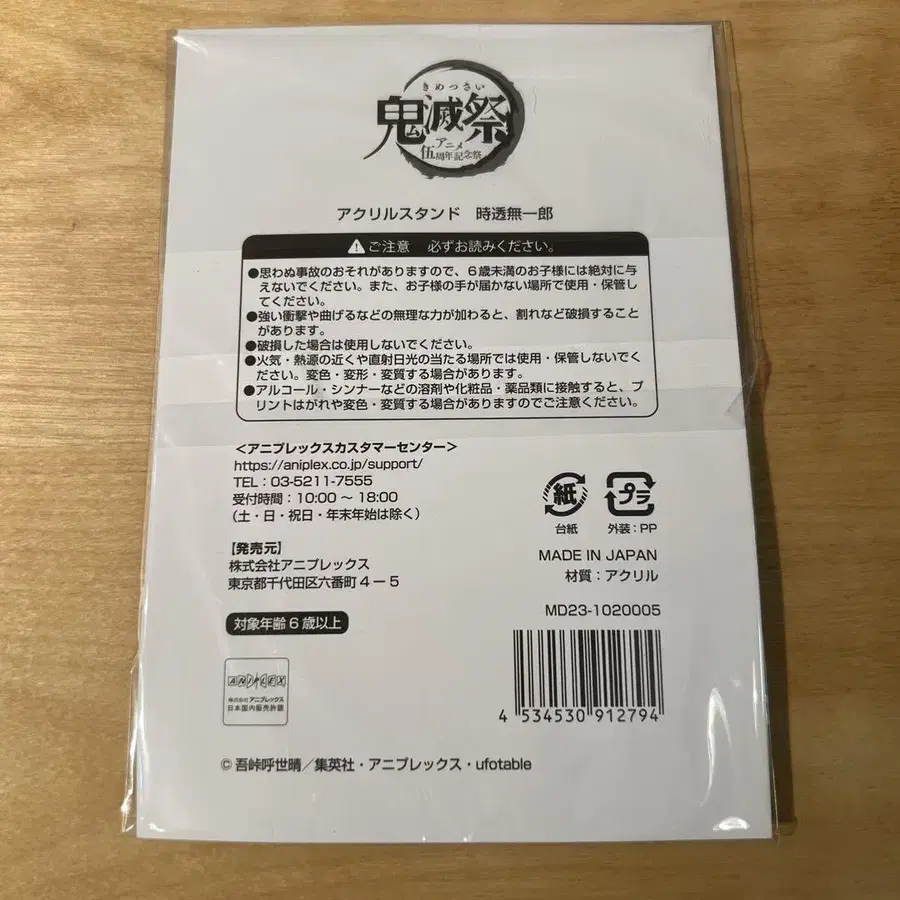 きめつさい
鬼滅祭
アニメ
伍周年記念祭
アクリルスタンド　時透無一郎
ご注意　必ずお読みください。
●思わぬ事故のおそれがありますので、6歳未満のお子様には絶対に与
えないでください。また、お子様の手が届かない場所で使用・保管し
てください。
●強い衝撃や曲げるなどの無理な力が加わると、割れなど破損すること
があります。
●破損した場合は使用しないでください。
●火気・熱源の近くや直射日光の当たる場所では使用・保管しないでく
ださい。変色・変形・変質する場合があります。
●アルコール・シンナーなどの溶剤や化粧品・薬品類に接触すると、プ
リントはがれや変色・変質する場合がありますのでご注意ください。
＜アニプレックスカスタマーセンター＞
https://aniplex.co.jp/support/
TEL：03-5211-7555
受付時間：10:00～18:00
（土・日・祝日・年末年始は除く）
【発売元】
株式会社アニプレックス
東京都千代田区六番町4－5
対象年齢6歳以上
紙
台紙
プラ
外装：PP
MADE IN JAPAN
材質：アクリル
MD23-1020005
4 534530 912794
ANIPLEX
株式会社アニプレックス
日本国内販売許諾
© 吾峠呼世晴／集英社・アニプレックス・ufotable